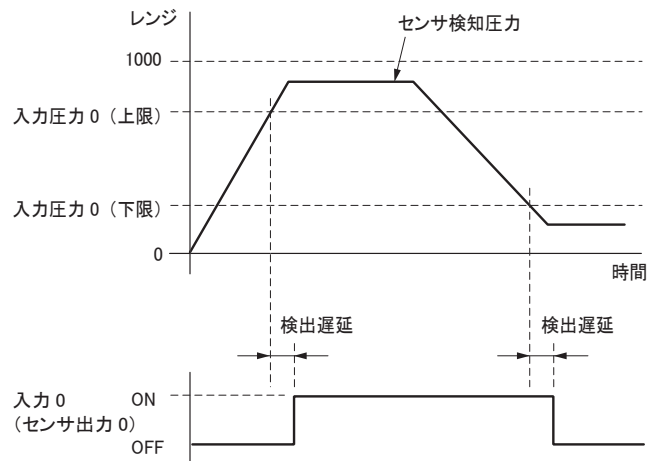 レンジ
センサ検知圧力
1000
入力圧力 0（上限）
入力圧力 0（下限）
0
時間
検出遅延
検出遅延
入力 0
（センサ出力 0）
ON
OFF